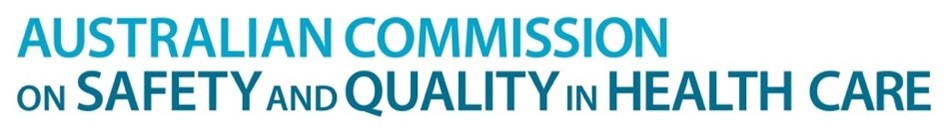 AUSTRALIAN COMMISSION
ON SAFETY AND QUALITY IN HEALTH CARE